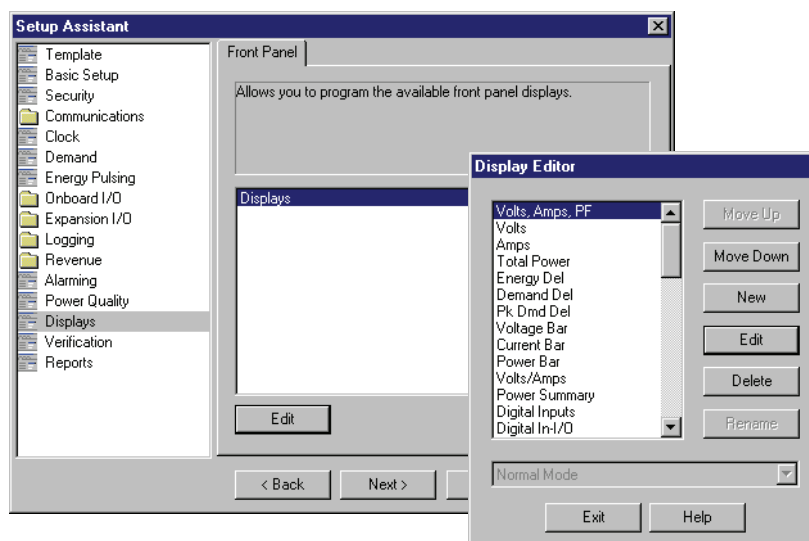 Setup Assistant
Template
Basic Setup
Security
Communications
Clock
Demand
Energy Pulsing
Onboard I/O
Expansion I/O
Logging
Revenue
Alarming
Power Quality
Displays
Verification
Reports
Front Panel
Allows you to program the available front panel displays.
Displays
Edit
< Back
Next >
Display Editor
Volts, Amps, PF
Volts
Amps
Total Power
Energy Del
Demand Del
Pk Dmd Del
Voltage Bar
Current Bar
Power Bar
Volts/Amps
Power Summary
Digital Inputs
Digital In-I/O
Move Up
Move Down
New
Edit
Delete
Rename
Normal Mode
Exit
Help